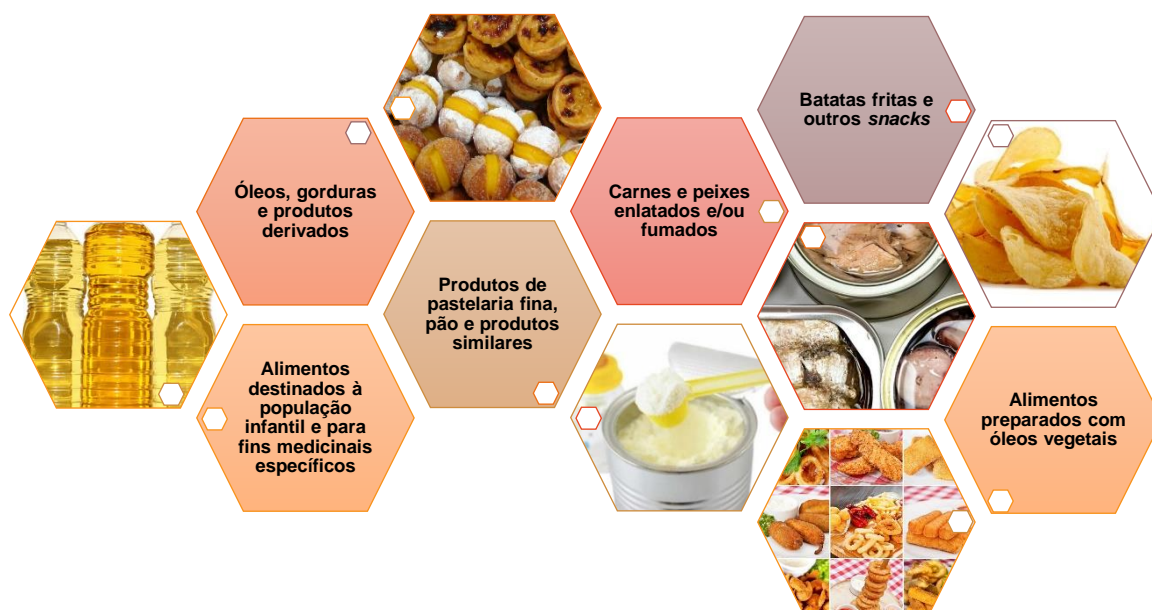 Óleos, gorduras
e produtos
derivados
Alimentos
destinados à
população
infantil e para
fins medicinais
específicos
Produtos de
pastelaria fina,
pão e produtos
similares
Carnes e peixes
enlatados e/ou
fumados
Batatas fritas e
outros snacks
Alimentos
preparados com
óleos vegetais